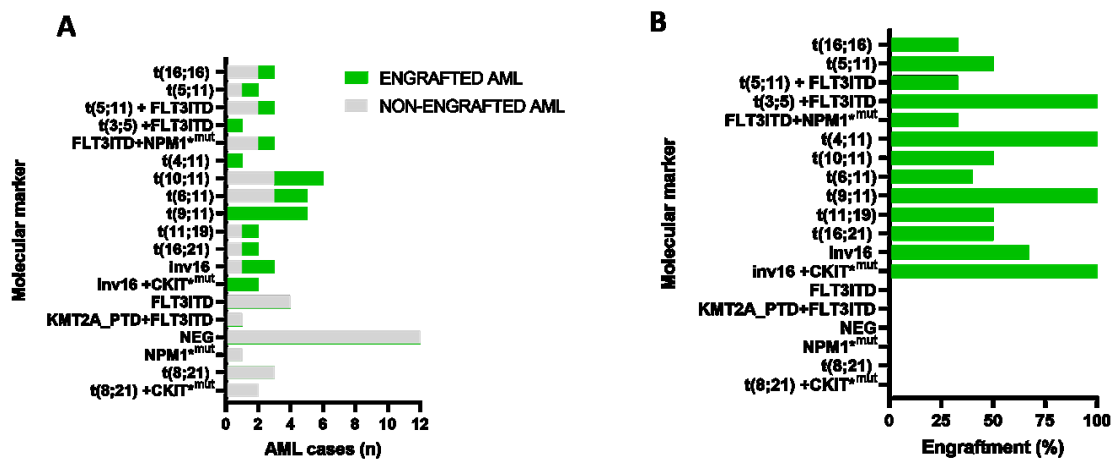 A
Molecular marker
t(16;16)
t(5;11)
t(5;11) + FLT3ITD
t(3;5) +FLT3ITD
FLT3ITD+NPM1*mut
t(4;11)
t(10;11)
t(6;11)
t(9;11)
t(11;19)
t(16;21)
Inv16
Inv16 +CKIT*mut
FLT3ITD
KMT2A_PTD+FLT3ITD
NEG
NPM1*mut
t(8;21)
t(8;21) +CKIT*mut
0 2 4 6 8 10 12
AML cases (n)
ENGRAFTED AML
NON-ENGRAFTED AML
B
Molecular marker
t(16;16)
t(5;11)
t(5;11) + FLT3ITD
t(3;5) +FLT3ITD
FLT3ITD+NPM1*mut
t(4;11)
t(10;11)
t(6;11)
t(9;11)
t(11;19)
t(16;21)
Inv16
inv16 +CKIT*mut
FLT3ITD
KMT2A_PTD+FLT3ITD
NEG
NPM1*mut
t(8;21)
t(8;21) +CKIT*mut
0 25 50 75 100
Engraftment (%)